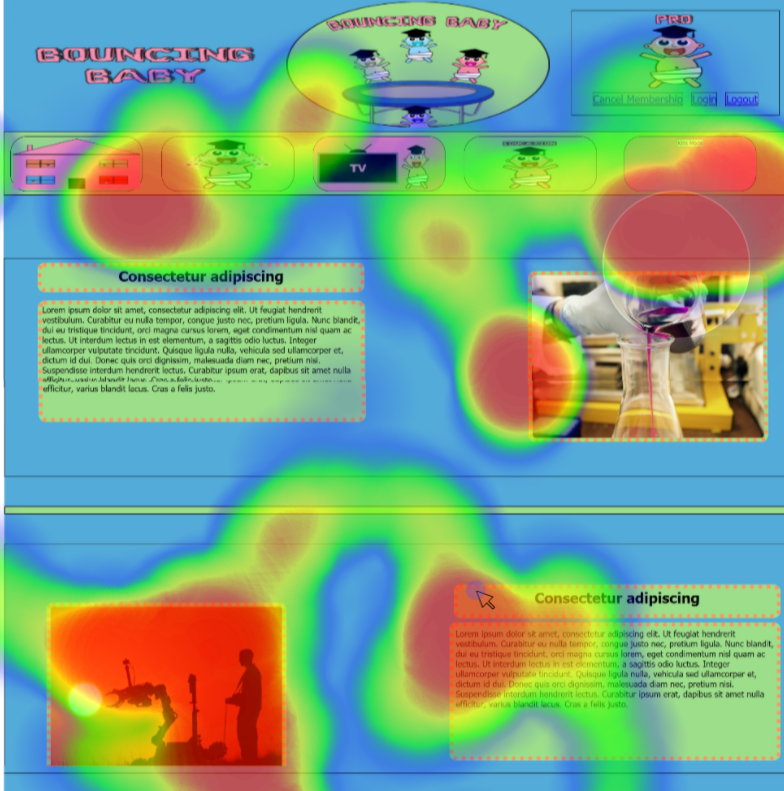 BOUNCING
BABY
BOUNCING BABY
PRO
Cancel Membership Login Logout
TV
EDUCATION
Consectetur adipiscing
Lorem ipsum dolor sit amet, consectetur adipiscing elit. Ut feugiat hendrerit
vestibulum. Curabitur eu nulla tempor, congue justo nec, pretium ligula. Nunc blandit,
dui eu tristique tincidunt, orci magna cursus lorem, eget condimentum nisl quam ac
lectus. Ut interdum lectus in est elementum, a sagittis odio luctus. Integer
ullamcorper vulputate tincidunt. Quisque ligula nulla, vehicula sed ullamcorper et,
dictum id dui. Donec quis orci dignissim, malesuada diam nec, pretium nisi.
Suspendisse interdum hendrerit lectus. Curabitur ipsum erat, dapibus sit amet nulla
efficitur, varius blandit lacus. Cras a felis justo.
Consectetur adipiscing
Lorem ipsum dolor sit amet, consectetur adipiscing elit. Ut feugiat hendrerit
vestibulum. Curabitur eu nulla tempor, congue justo nec, pretium ligula. Nunc blandit,
dui eu tristique tincidunt, orci magna cursus lorem, eget condimentum nisl quam ac
lectus. Ut interdum lectus in est elementum, a sagittis odio luctus. Integer
ullamcorper vulputate tincidunt. Quisque ligula nulla, vehicula sed ullamcorper et,
dictum id dui. Donec quis orci dignissim, malesuada diam nec, pretium nisi.
Suspendisse interdum hendrerit lectus. Curabitur ipsum erat, dapibus sit amet nulla
efficitur, varius blandit lacus. Cras a felis justo.